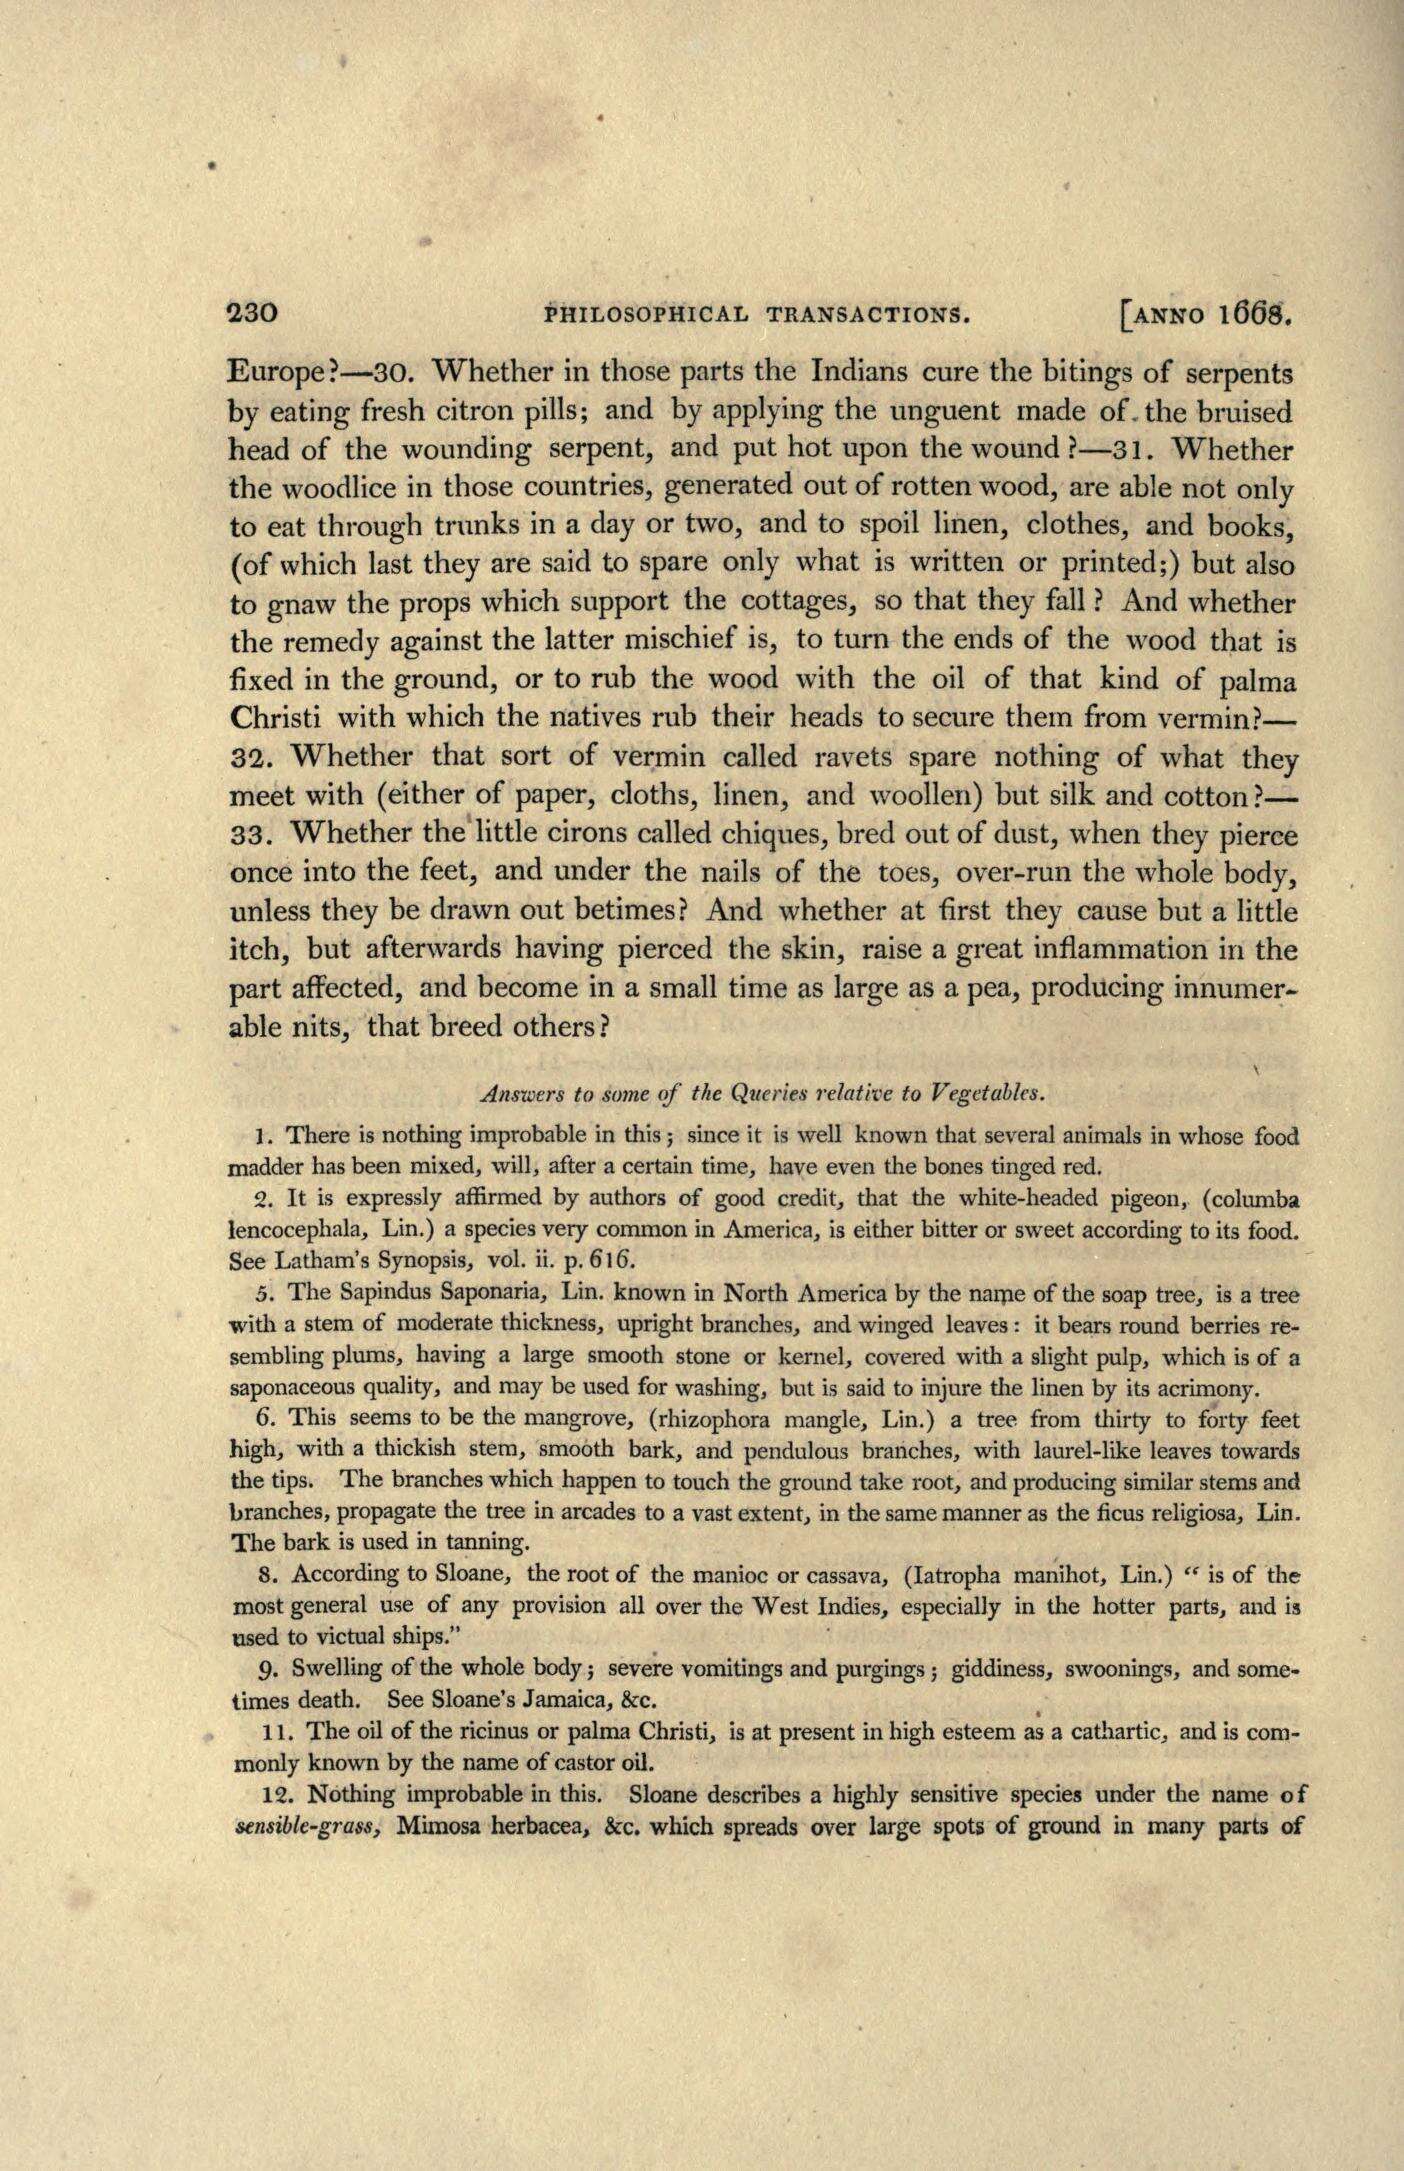 230 PHILOSOPHICAL TRANSACTIONS. [ANNO 1668.
Europe?—30. Whether in those parts the Indians cure the bitings of serpents
by eating fresh citron pills; and by applying the unguent made of the bruised
head of the wounding serpent, and put hot upon the wound?—31. Whether
the woodlice in those countries, generated out of rotten wood, are able not only
to eat through trunks in a day or two, and to spoil linen, clothes, and books,
(of which last they are said to spare only what is written or printed;) but also
to gnaw the props which support the cottages, so that they fall? And whether
the remedy against the latter mischief is, to turn the ends of the wood that is
fixed in the ground, or to rub the wood with the oil of that kind of palma
Christi with which the natives rub their heads to secure them from vermin?—
32. Whether that sort of vermin called ravets spare nothing of what they
meet with (either of paper, cloths, linen, and woollen) but silk and cotton?—
33. Whether the little cirons called chiques, bred out of dust, when they pierce
once into the feet, and under the nails of the toes, over-run the whole body,
unless they be drawn out betimes? And whether at first they cause but a little
itch, but afterwards having pierced the skin, raise a great inflammation in the
part affected, and become in a small time as large as a pea, producing innumer-
able nits, that breed others?
Answers to some of the Queries relative to Vegetables.
1. There is nothing improbable in this; since it is well known that several animals in whose food
madder has been mixed, will, after a certain time, have even the bones tinged red.
2. It is expressly affirmed by authors of good credit, that the white-headed pigeon, (columba
lencocephala, Lin.) a species very common in America, is either bitter or sweet according to its food.
See Latham's Synopsis, vol. ii. p. 616.
5. The Sapindus Saponaria, Lin. known in North America by the name of the soap tree, is a tree
with a stem of moderate thickness, upright branches, and winged leaves: it bears round berries re-
sembling plums, having a large smooth stone or kernel, covered with a slight pulp, which is of a
saponaceous quality, and may be used for washing, but is said to injure the linen by its acrimony.
6. This seems to be the mangrove, (rhizophora mangle, Lin.) a tree from thirty to forty feet
high, with a thickish stem, smooth bark, and pendulous branches, with laurel-like leaves towards
the tips. The branches which happen to touch the ground take root, and producing similar stems and
branches, propagate the tree in arcades to a vast extent, in the same manner as the ficus religiosa, Lin.
The bark is used in tanning.
8. According to Sloane, the root of the manioc or cassava, (Iatropha manihot, Lin.) "is of the
most general use of any provision all over the West Indies, especially in the hotter parts, and is
used to victual ships."
9. Swelling of the whole body; severe vomitings and purgings; giddiness, swoonings, and some-
times death. See Sloane's Jamaica, &c.
11. The oil of the ricinus or palma Christi, is at present in high esteem as a cathartic, and is com-
monly known by the name of castor oil.
12. Nothing improbable in this. Sloane describes a highly sensitive species under the name of
sensible-grass, Mimosa herbacea, &c. which spreads over large spots of ground in many parts of